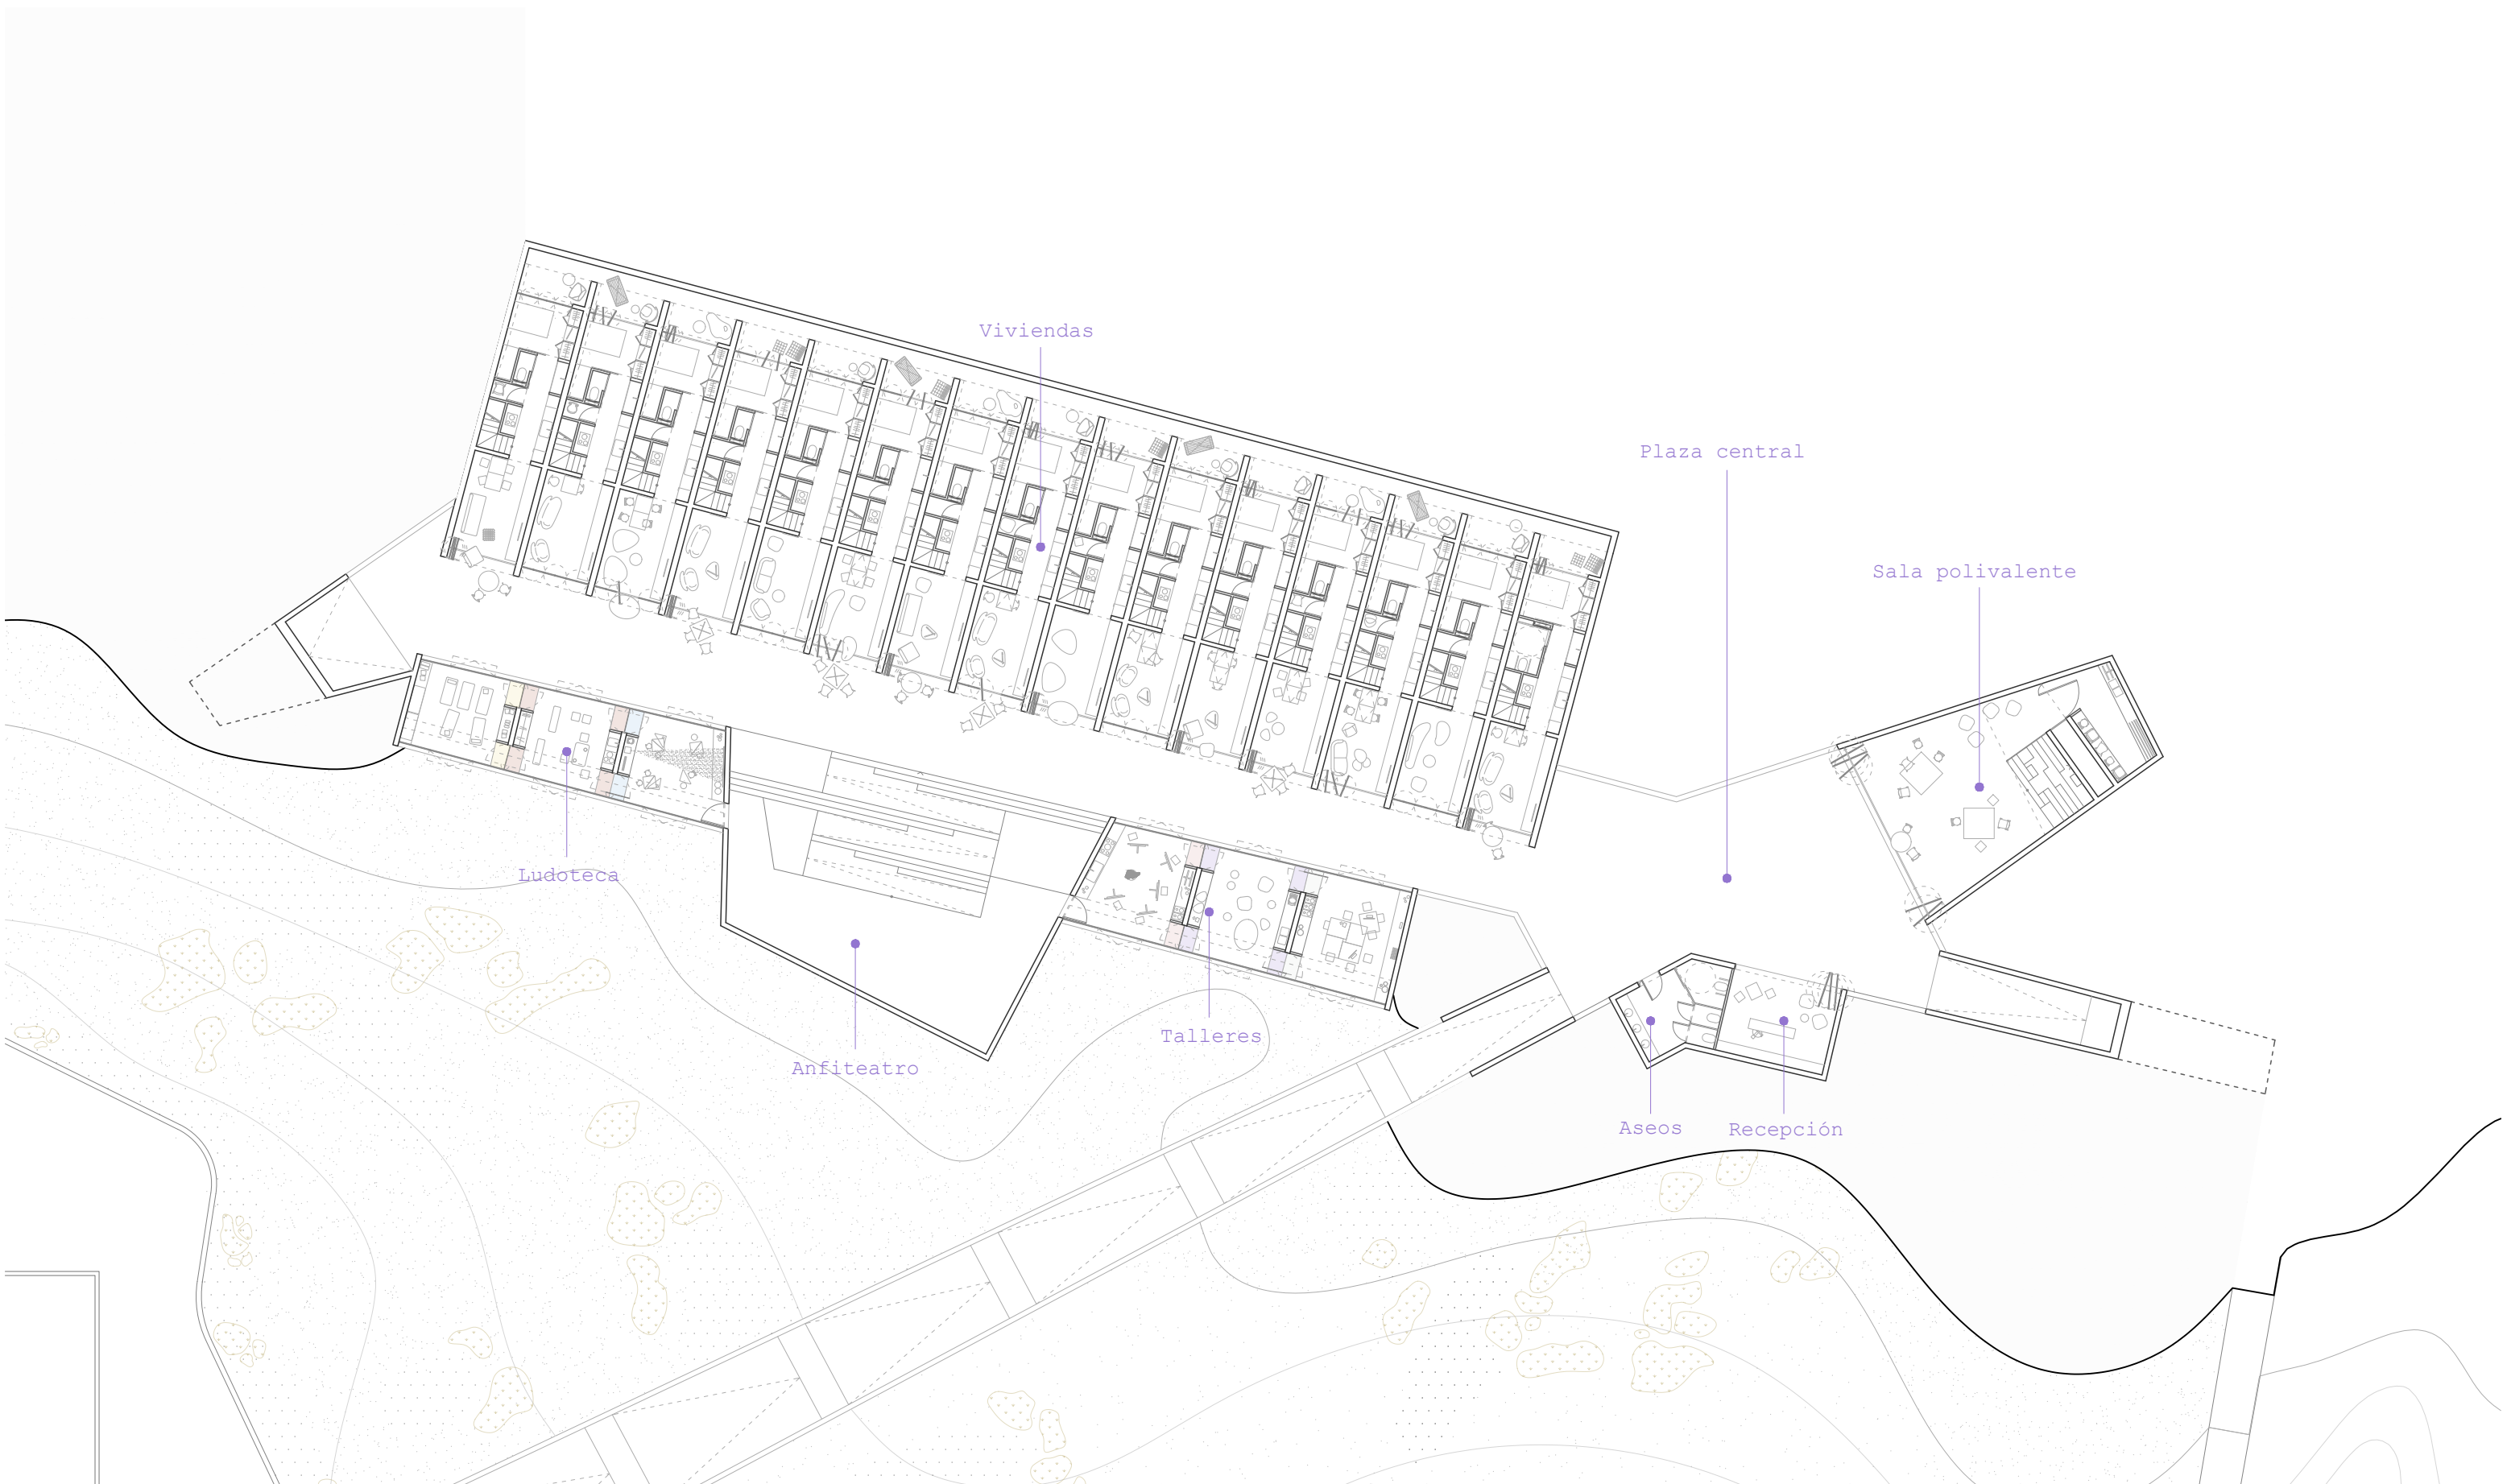 Viviendas
Plaza central
Sala polivalente
Ludoteca
Talleres
Anfiteatro
Aseos
Recepción